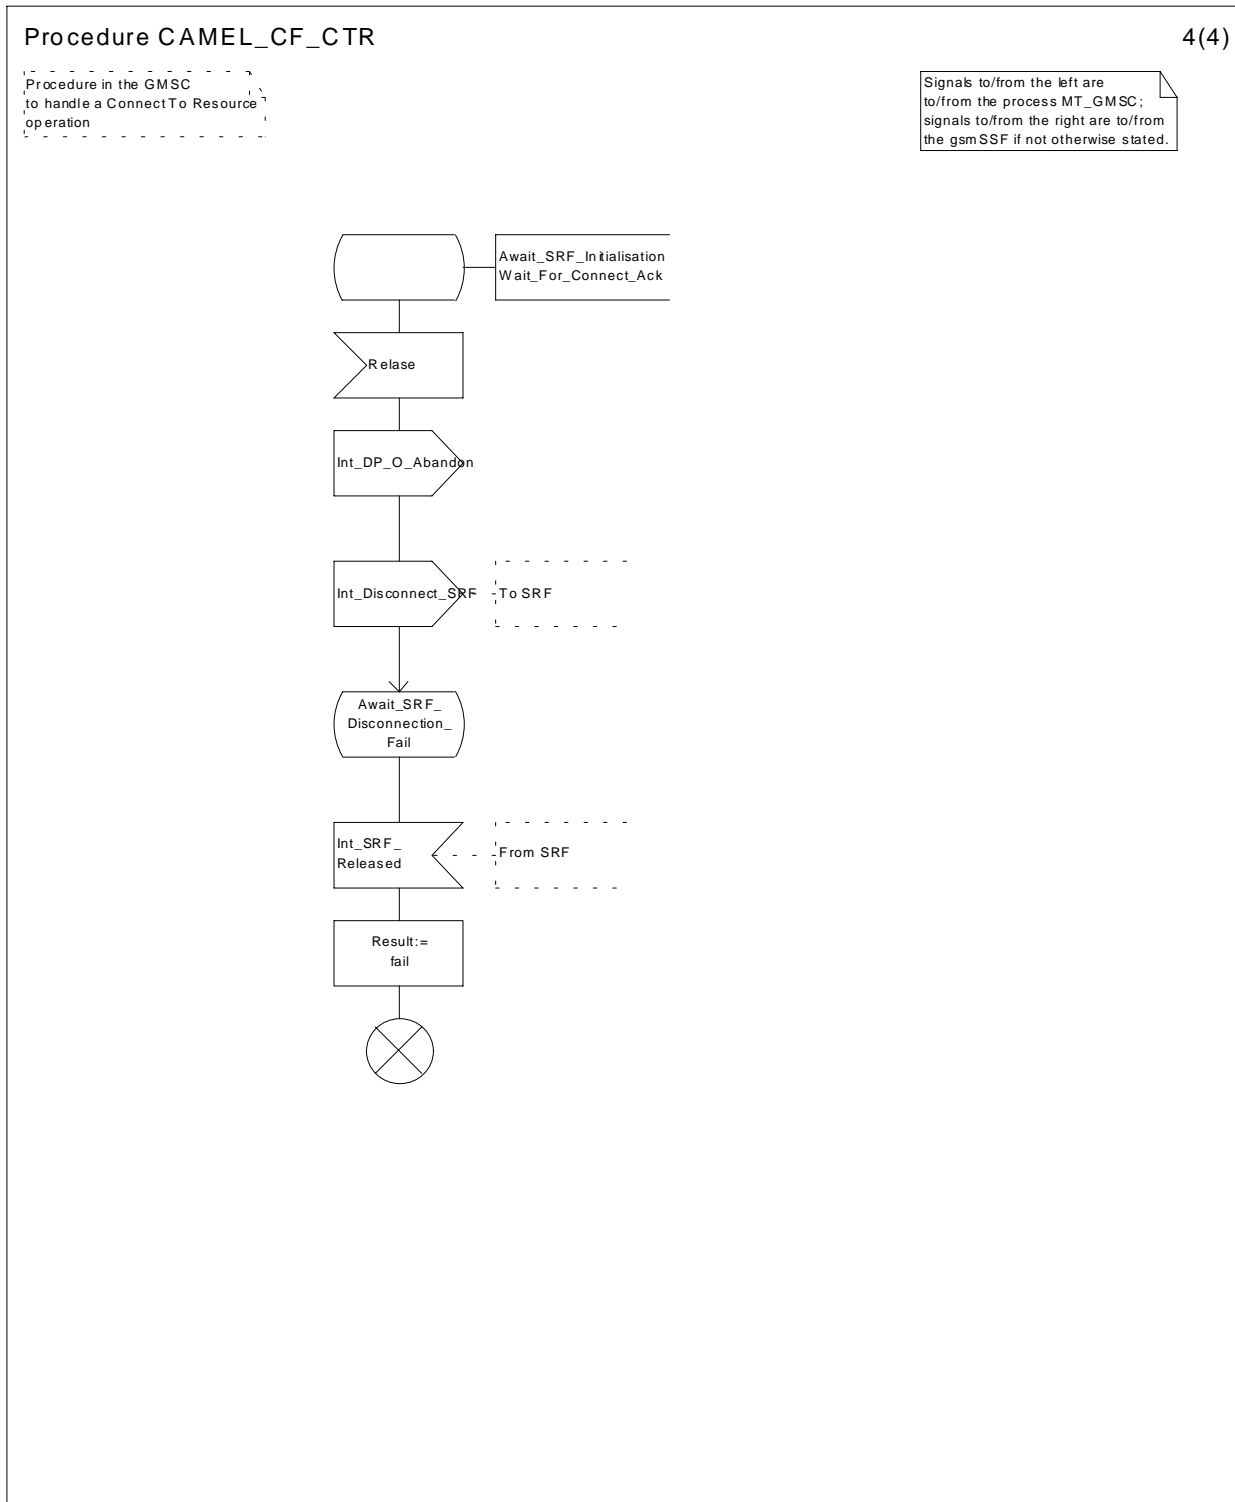 Procedure CAMEL_CF_CTR
4(4)
Procedure in the GMSC
to handle a Connect To Resource
operation
Signals to/from the left are
to/from the process MT_GMSC;
signals to/from the right are to/from
the gsmSSF if not otherwise stated.
Await_SRF_Initialisation
Wait_For_Connect_Ack
Relase
Int_DP_O_Abandon
Int_Disconnect_SRF
To SRF
Await_SRF_
Disconnection_
Fail
Int_SRF_
Released
From SRF
Result:=
fail